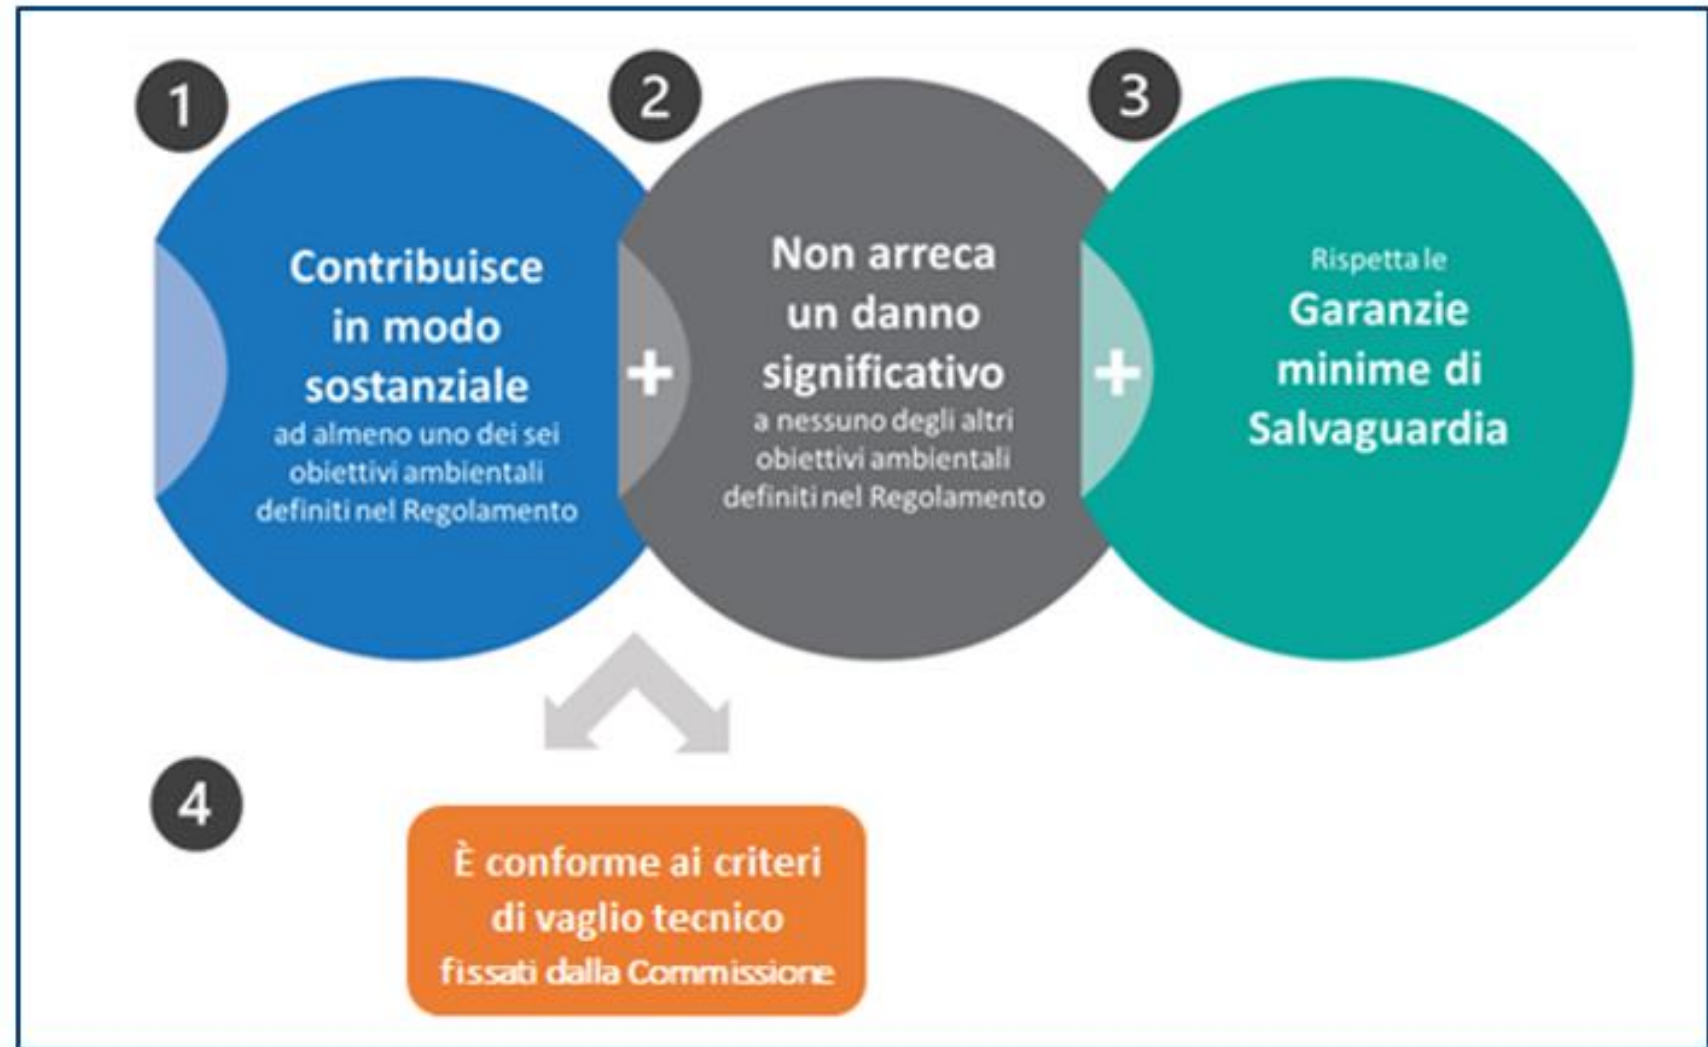 1
Contribuisce
in modo
sostanziale
ad almeno uno dei sei
obiettivi ambientali
definiti nel Regolamento
+
2
Non arreca
un danno
significativo
a nessuno degli altri
obiettivi ambientali
definiti nel Regolamento
+
3
Rispetta le
Garanzie
minime di
Salvaguardia
4
È conforme ai criteri
di vaglio tecnico
fissati dalla Commissione